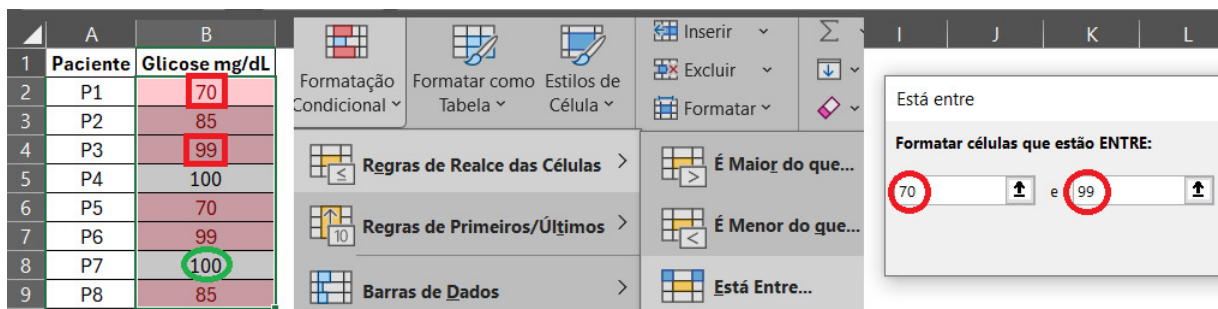 A B
1 Paciente Glicose mg/dL
2 P1 70
3 P2 85
4 P3 99
5 P4 100
6 P5 70
7 P6 99
8 P7 100
9 P8 85
Formatação Condicional
Formatar como Tabela
Estilos de Célula
Inserir
Excluir
Formatar
Regras de Realce das Células
Regras de Primeiros/Últimos
10
Barras de Dados
É Maior do que...
É Menor do que...
Está Entre...
I J K L
Está entre
Formatar células que estão ENTRE:
70 e 99